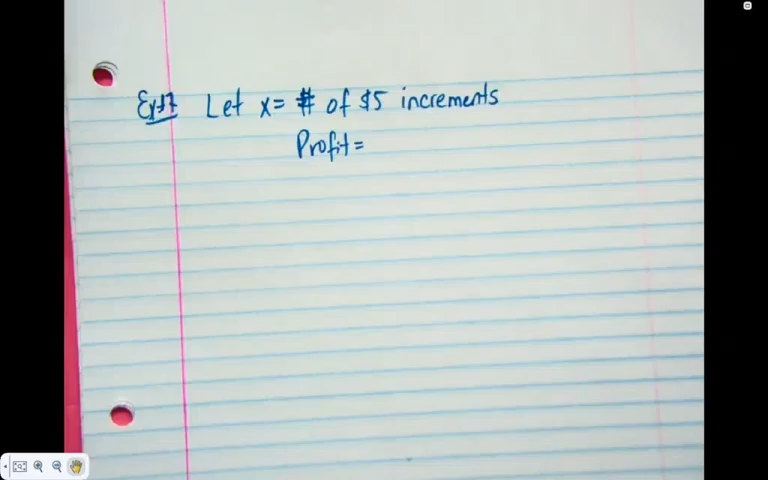 Ex17 Let x = # of $5 increments
Profit =